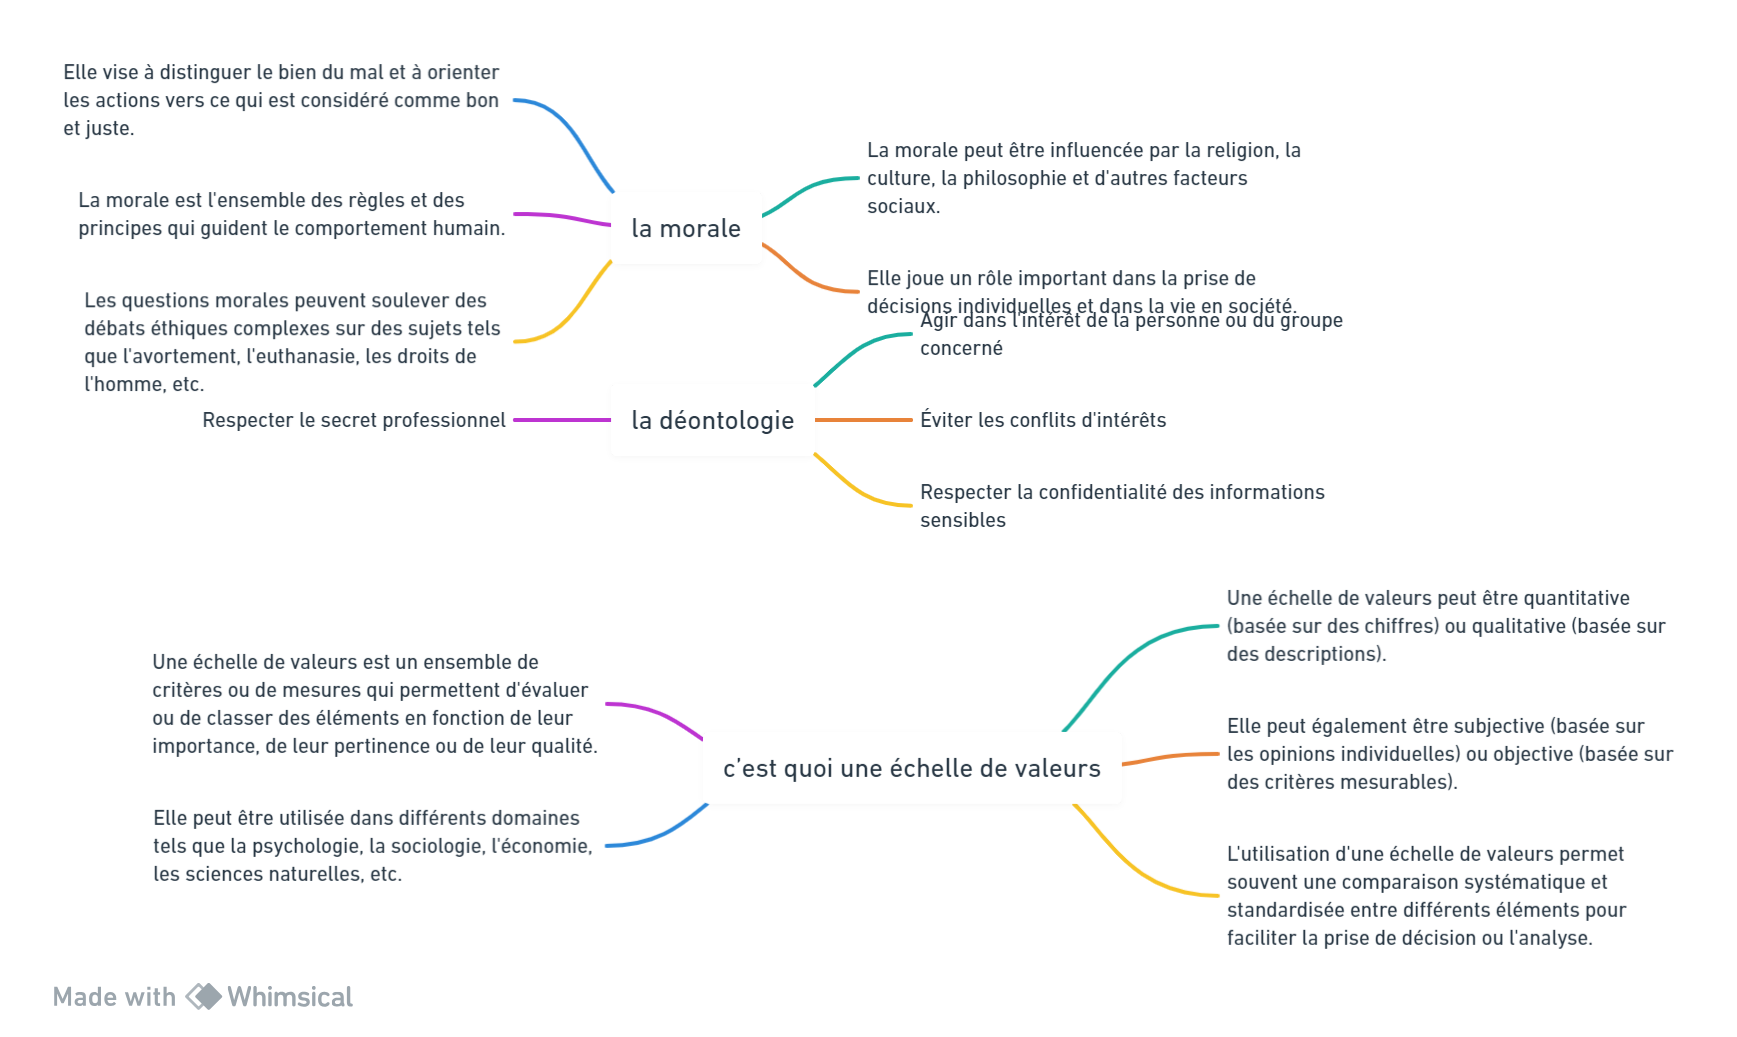 Elle vise à distinguer le bien du mal et à orienter
les actions vers ce qui est considéré comme bon
et juste.
La morale est l'ensemble des règles et des
principes qui guident le comportement humain.
Les questions morales peuvent soulever des
débats éthiques complexes sur des sujets tels
que l'avortement, l'euthanasie, les droits de
l'homme, etc.
la morale
La morale peut être influencée par la religion, la
culture, la philosophie et d'autres facteurs
sociaux.
Elle joue un rôle important dans la prise de
décisions individuelles et dans la vie en société.
Respecter le secret professionnel
la déontologie
Agir dans l'intérêt de la personne ou du groupe
concerné
Éviter les conflits d'intérêts
Respecter la confidentialité des informations
sensibles
Une échelle de valeurs est un ensemble de
critères ou de mesures qui permettent d'évaluer
ou de classer des éléments en fonction de leur
importance, de leur pertinence ou de leur qualité.
Elle peut être utilisée dans différents domaines
tels que la psychologie, la sociologie, l'économie,
les sciences naturelles, etc.
c'est quoi une échelle de valeurs
Une échelle de valeurs peut être quantitative
(basée sur des chiffres) ou qualitative (basée sur
des descriptions).
Elle peut également être subjective (basée sur
les opinions individuelles) ou objective (basée sur
des critères mesurables).
L'utilisation d'une échelle de valeurs permet
souvent une comparaison systématique et
standardisée entre différents éléments pour
faciliter la prise de décision ou l'analyse.
Made with Whimsical